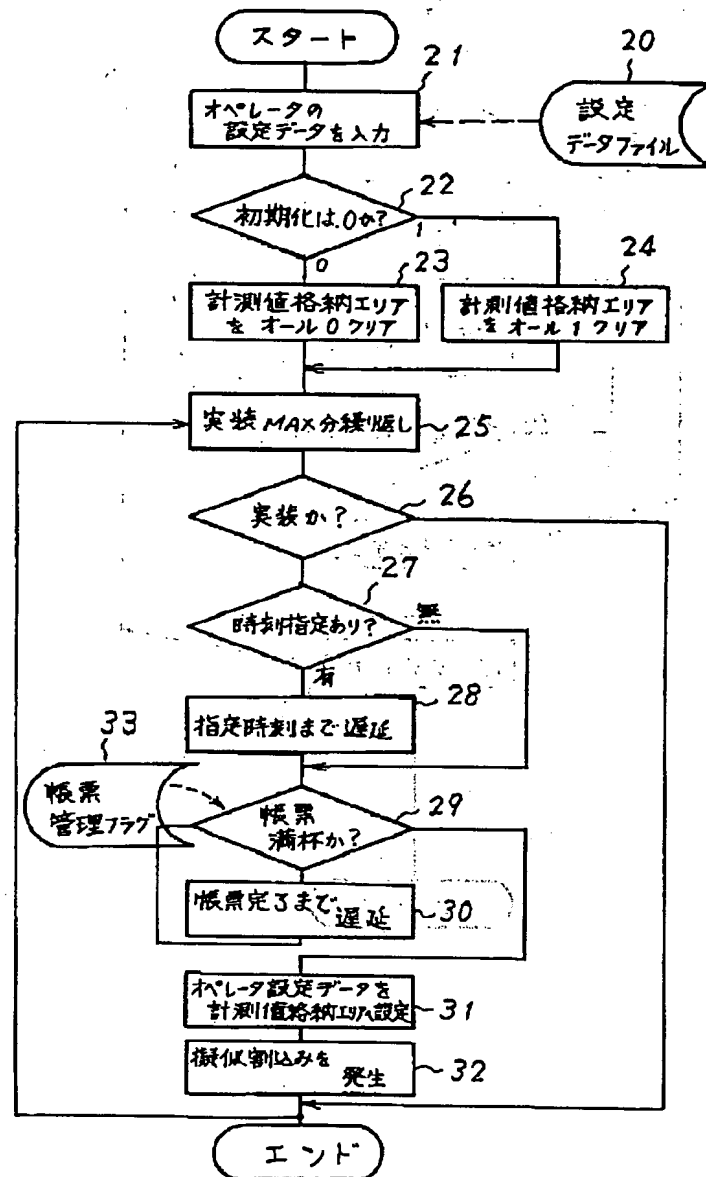 スタート
21
20
オペレータの
設定データを入力
設定
データファイル
22
初期化は0か?
1
0
23
24
計測値格納エリア
をオール0クリア
計測値格納エリア
をオール1クリア
実装MAX分繰り返し
25
26
実装か?
27
時刻指定あり?
無
有
28
指定時刻まで遅延
33
帳票
管理フラグ
29
帳票
満杯か?
帳票完了まで
遅延
30
オペレータ設定データを
計測値格納エリアへ設定
31
擬似割込みを
発生
32
エンド